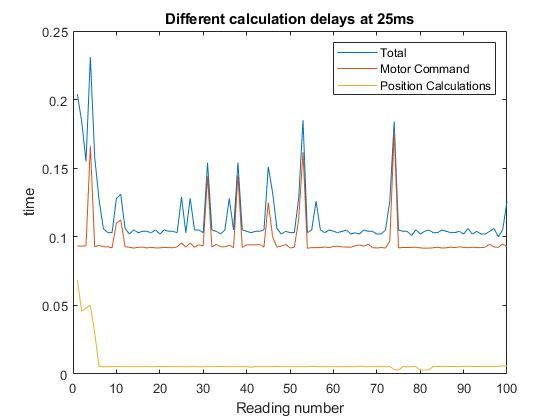 Different calculation delays at 25ms
0.25
Total
Motor Command
Position Calculations
0.2
0.15
time
0.1
0.05
0
0 10 20 30 40 50 60 70 80 90 100
Reading number